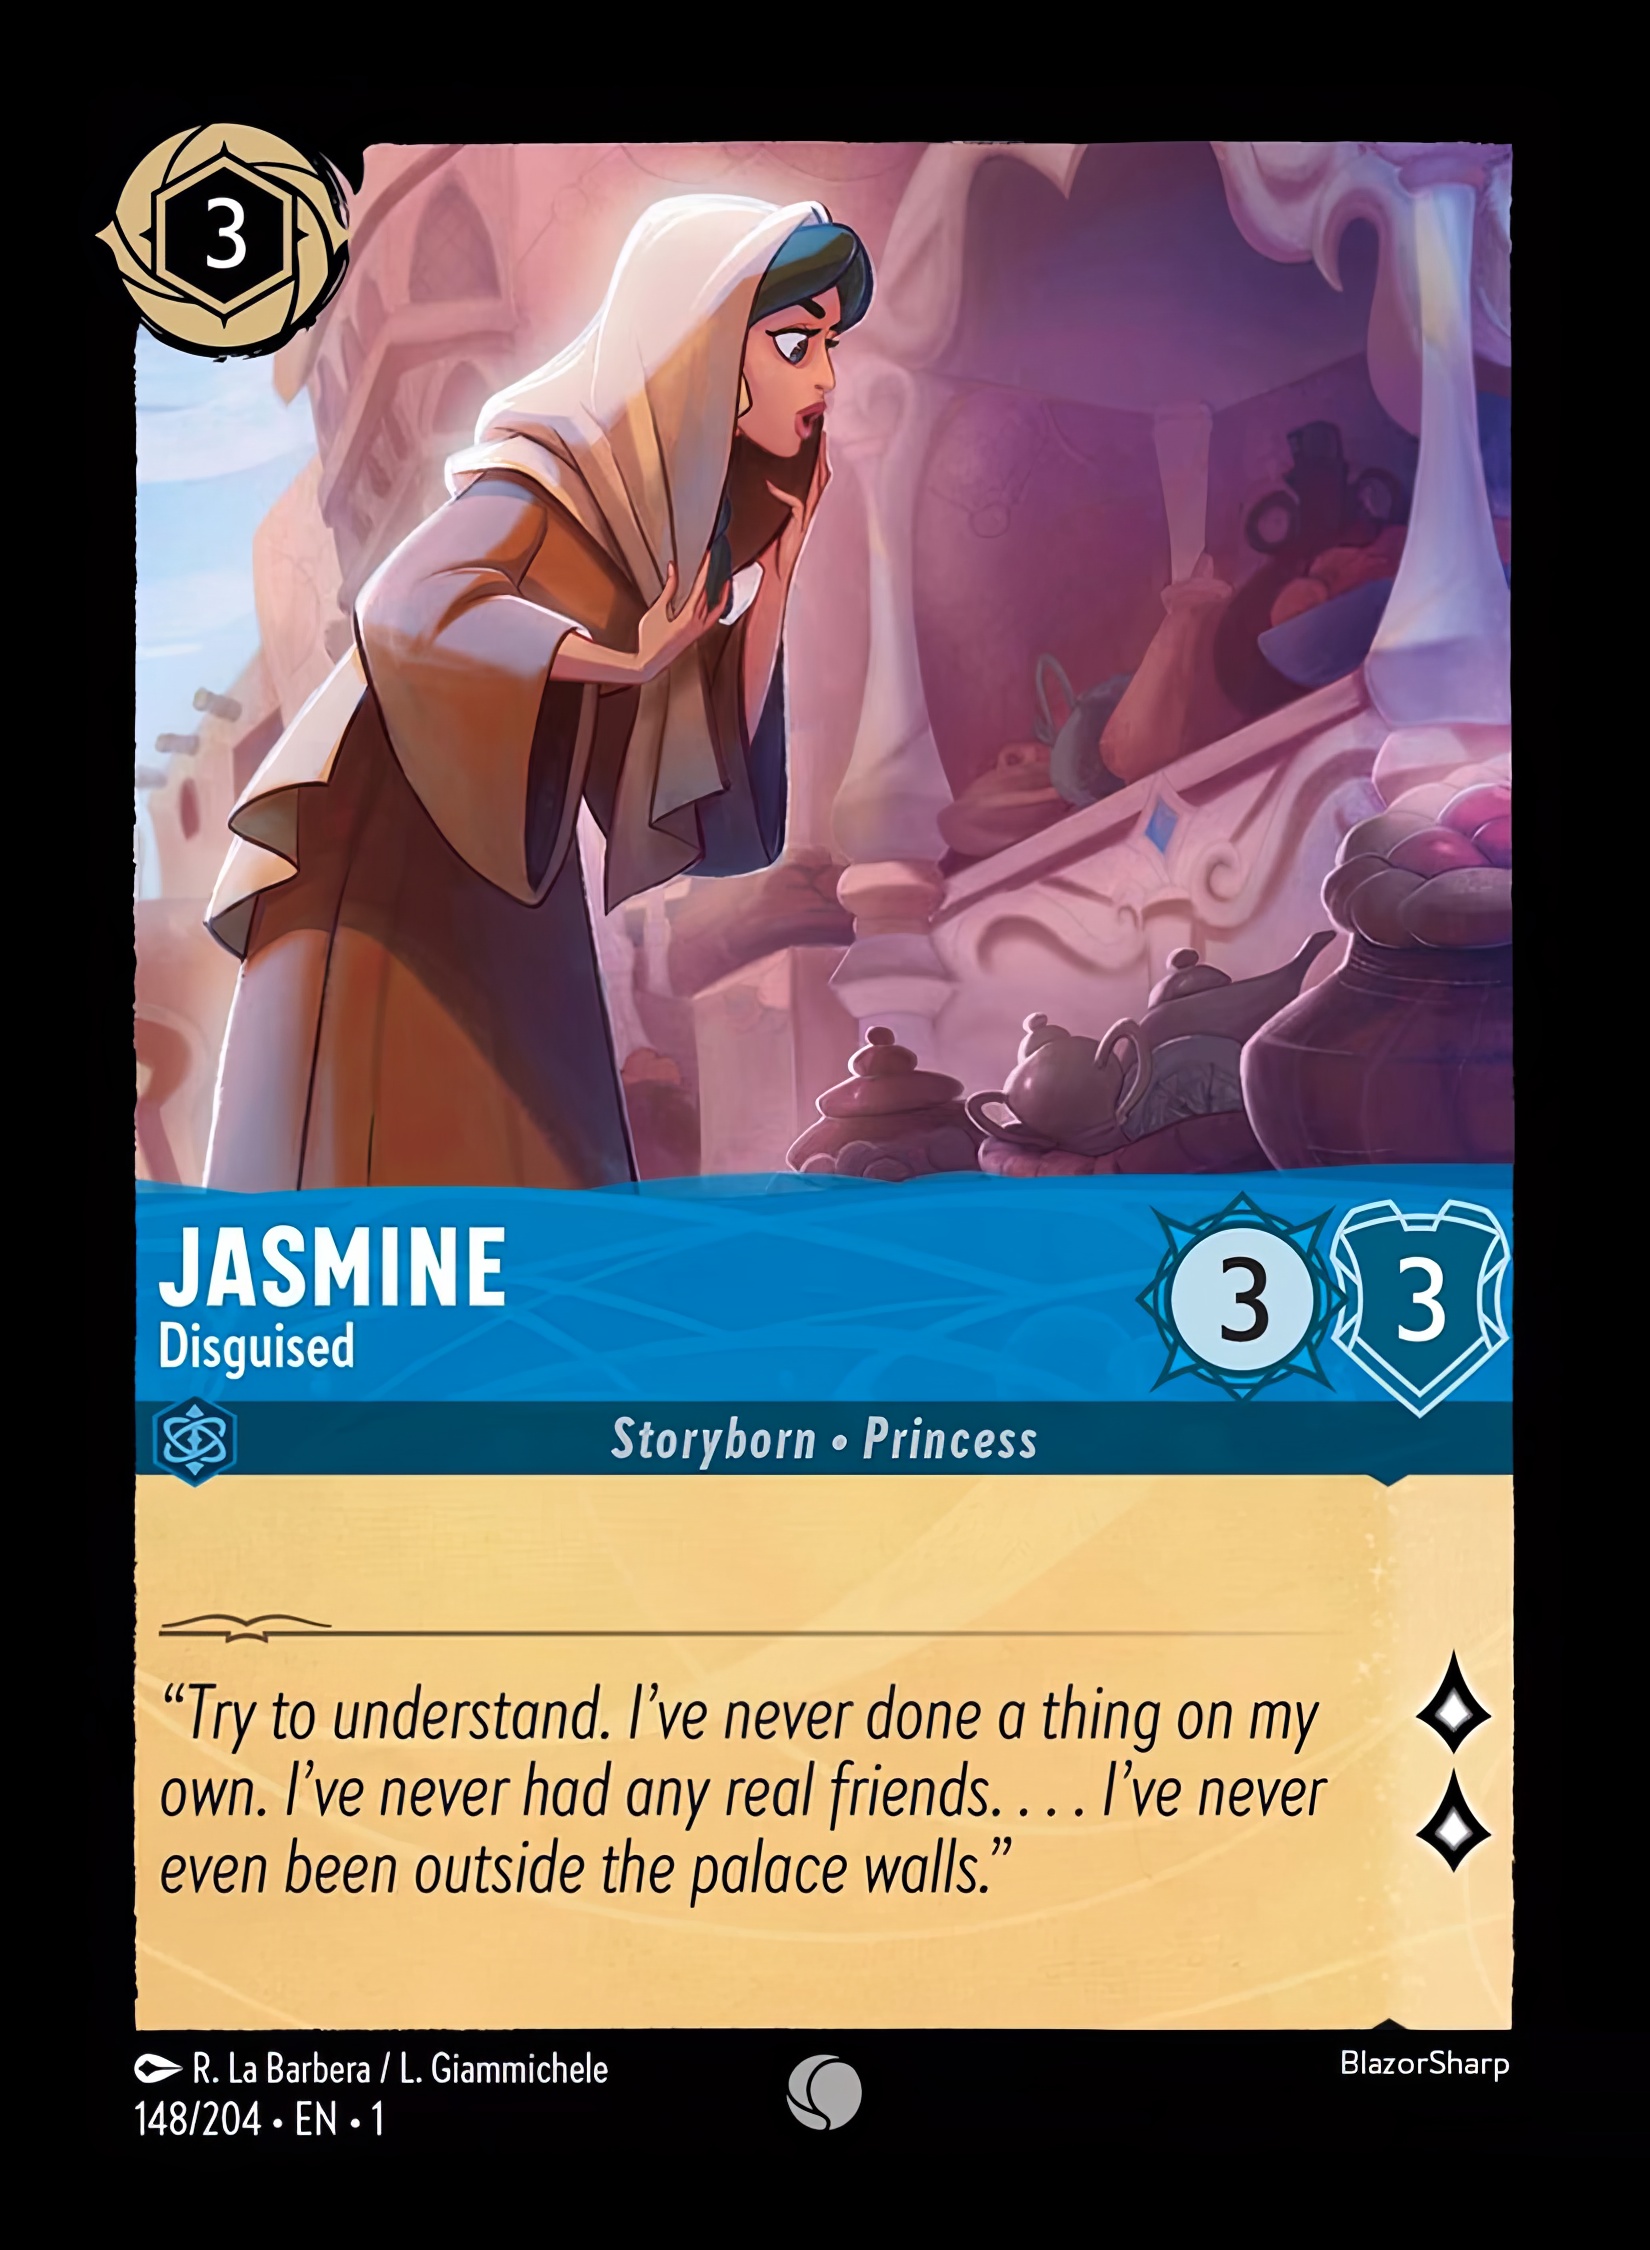 3
JASMINE
Disguised
3 3
Storyborn • Princess
“Try to understand. I’ve never done a thing on my
own. I’ve never had any real friends. . . . I’ve never
even been outside the palace walls.”
R. La Barbera / L. Giammichele
148/204 • EN • 1
BlazorSharp